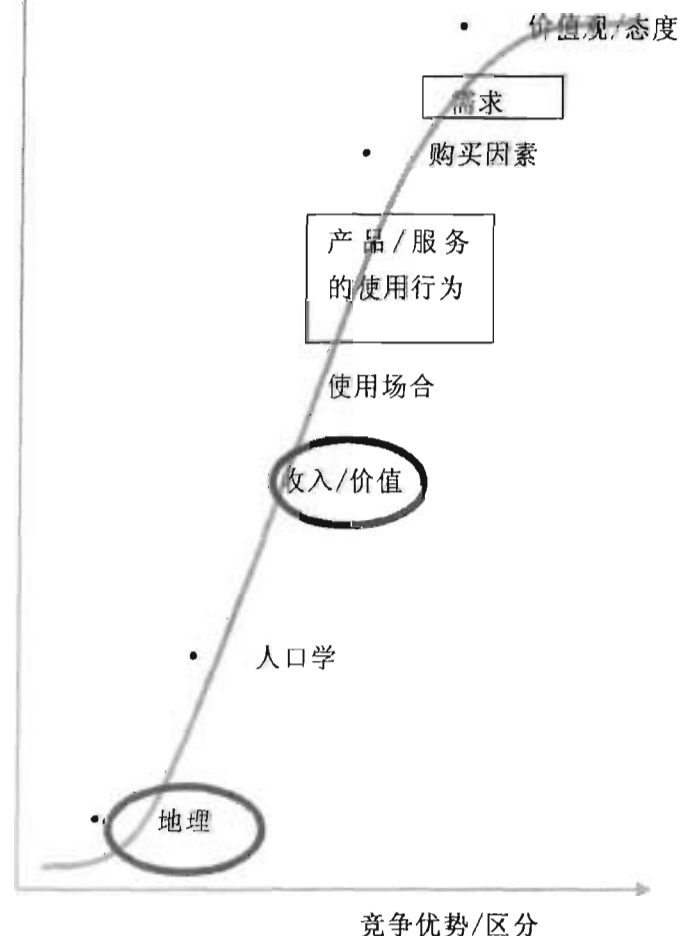 价值观/态度
需求
购买因素
产品/服务
的使用行为
使用场合
收入/价值
人口学
地理
竞争优势/区分